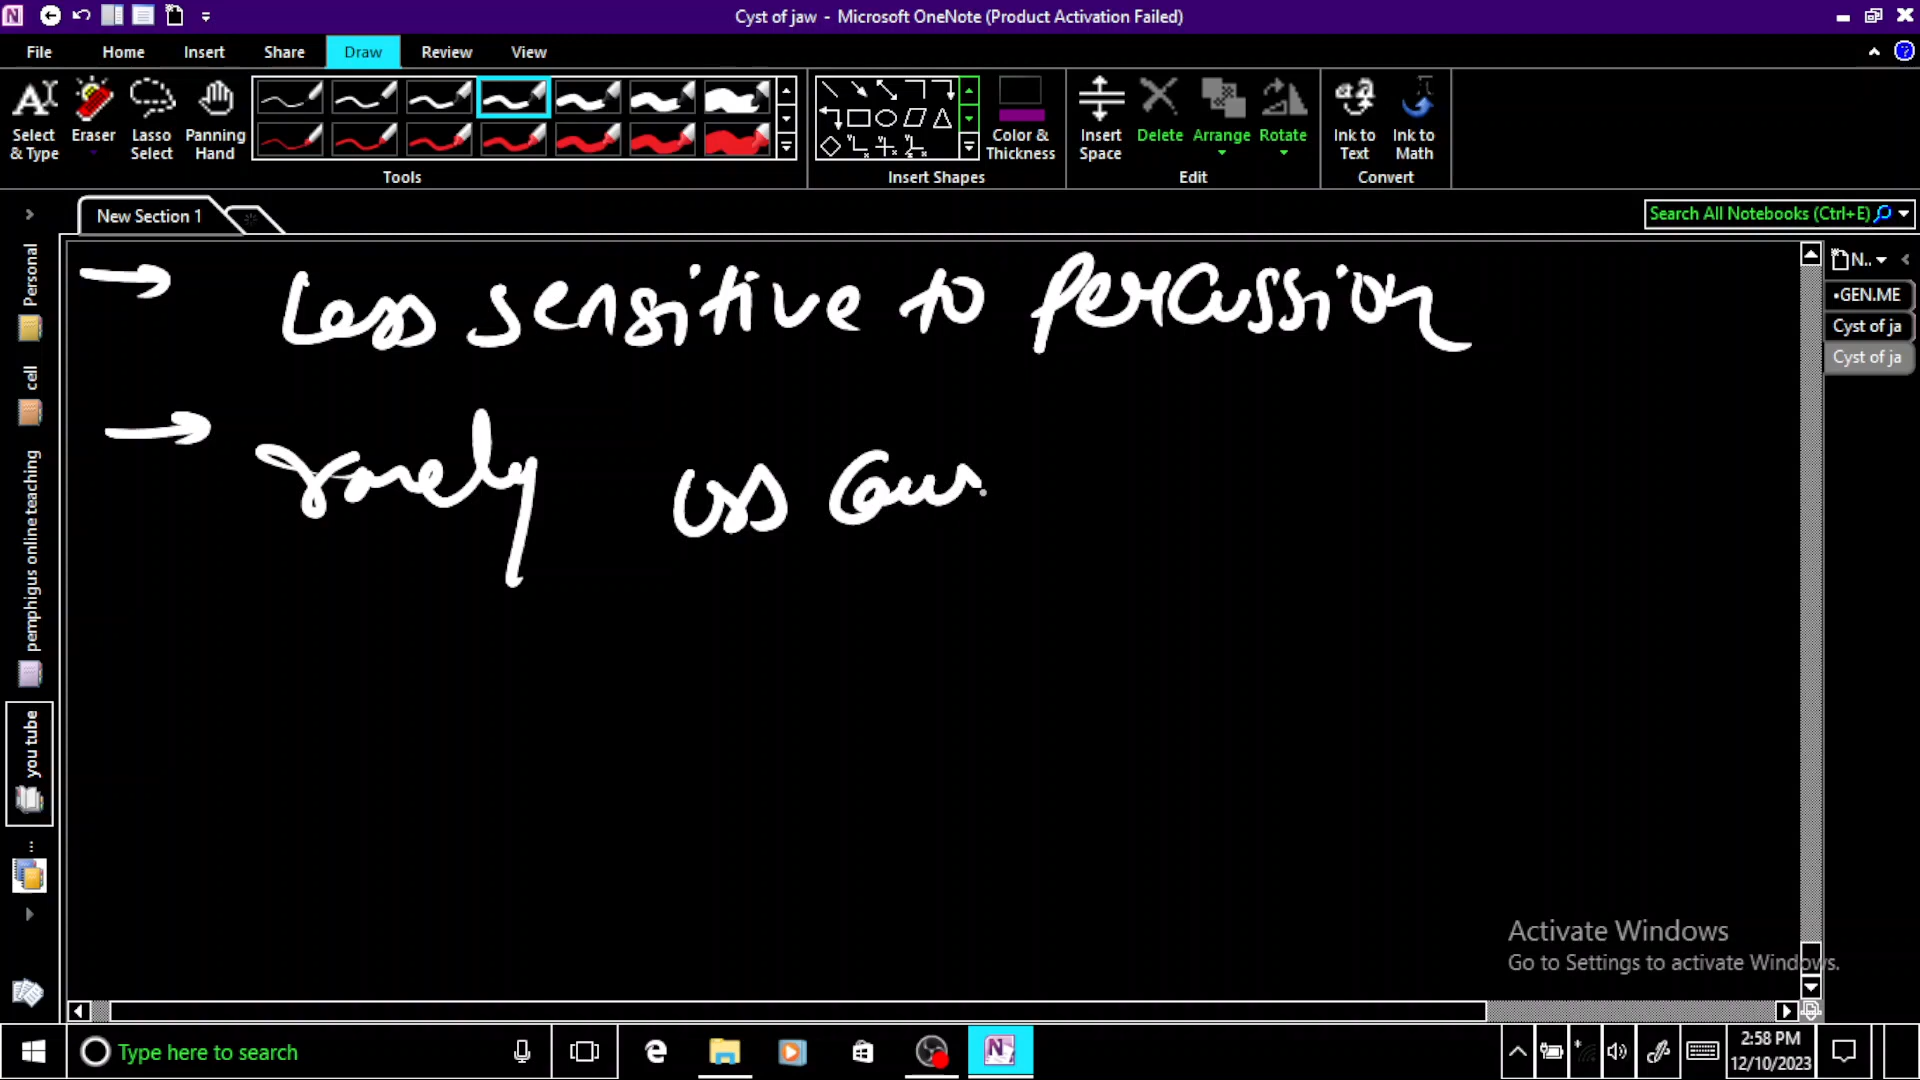 Cyst of jaw - Microsoft OneNote (Product Activation Failed)
File Home Insert Share Draw Review View
Select & Type
Eraser
Lasso Select
Panning Hand
Color & Thickness
Insert Space
Delete
Arrange
Rotate
Ink to Text
Ink to Math
Tools
Insert Shapes
Edit
Convert
New Section 1
Search All Notebooks (Ctrl+E)
N..
•GEN.ME
Cyst of ja
Cyst of ja
Personal
cell
pemphigus online teaching
you tube
→ Less sensitive to percussion
→ rarely
Activate Windows
Go to Settings to activate Windows.
Type here to search
2:58 PM
12/10/2023